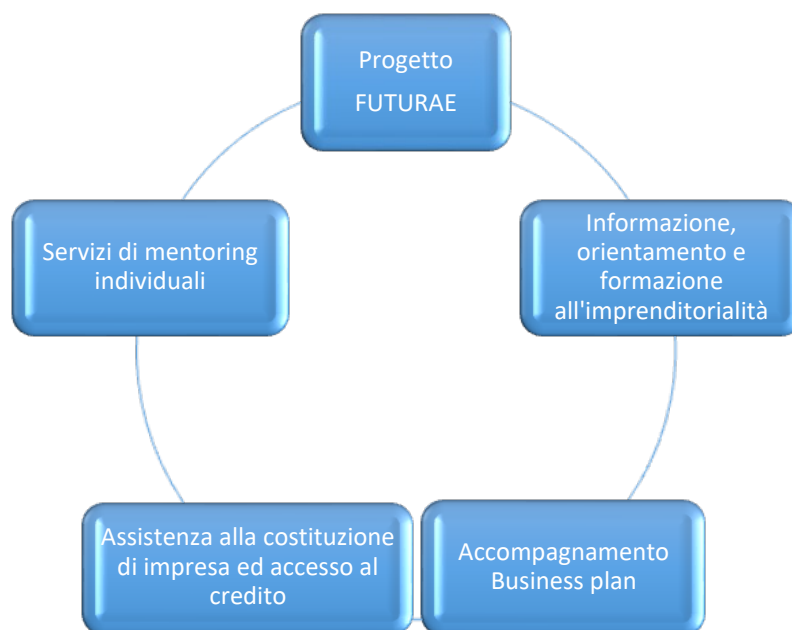 Progetto
FUTURAE
Informazione,
orientamento e
formazione
all'imprenditorialità
Accompagnamento
Business plan
Assistenza alla costituzione
di impresa ed accesso al
credito
Servizi di mentoring
individuali